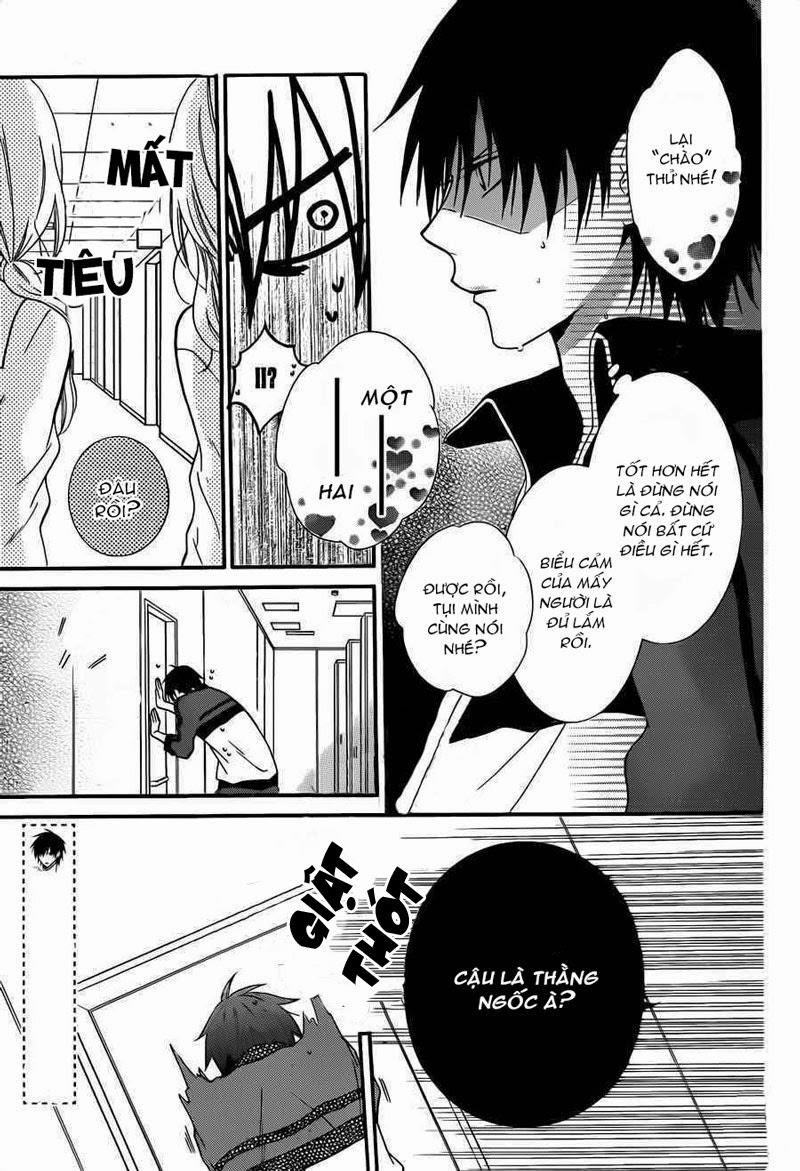 LẠI
"CHÀO"
THỬ NHÉ!
TỐT HƠN HẾT
LÀ ĐỪNG NÓI
GÌ CẢ. ĐỪNG
NÓI BẤT CỨ
ĐIỀU GÌ HẾT.
BIỂU CẢM
CỦA MẤY
NGƯỜI LÀ
ĐỦ LẮM
RỒI.
ĐƯỢC RỒI,
TỤI MÌNH
CÙNG NÓI
NHÉ?
MỘT
HAI
!!?
MẤT
TIÊU
ĐÂU
RỒI?
GIẬT
THÓT
CẬU LÀ THẰNG
NGỐC À?